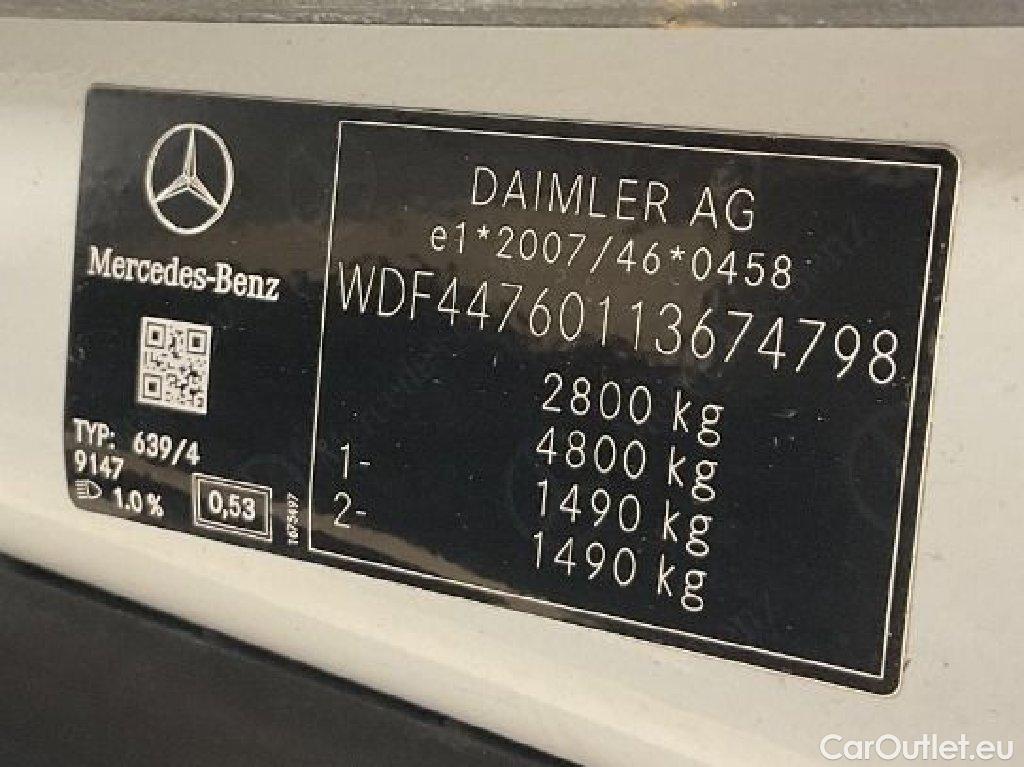 Mercedes-Benz
TYP: 639/4
9147
1.0 %
0,53
1675497
DAIMLER AG
e1*2007/46*0458
WDF44760113674798
2800 kg
4800 kg
1- 1490 kg
2- 1490 kg
CarOutlet.eu